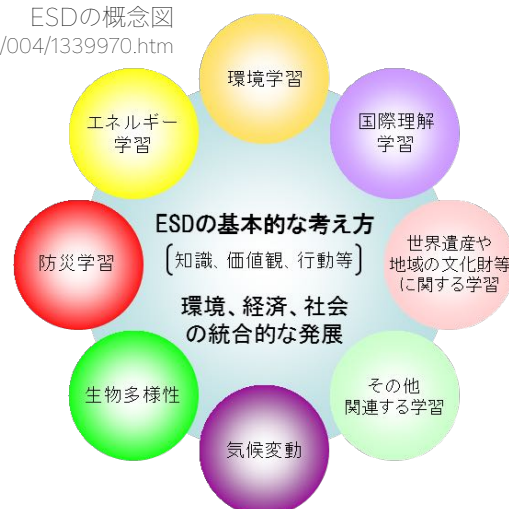 ESDの概念図
/004/1339970.htm
環境学習
国際理解
学習
世界遺産や
地域の文化財等
に関する学習
その他
関連する学習
気候変動
生物多様性
防災学習
エネルギー
学習
ESDの基本的な考え方
[知識、価値観、行動等]
環境、経済、社会
の統合的な発展